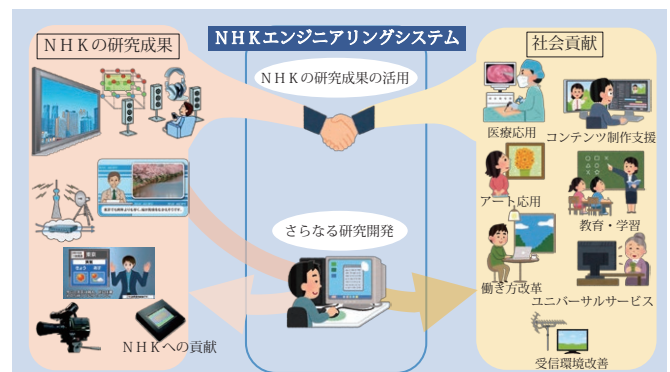 NHKエンジニアリングシステム
NHKの研究成果
社会貢献
NHKの研究成果の活用
医療応用
コンテンツ制作支援
アート応用
教育・学習
さらなる研究開発
働き方改革
ユニバーサルサービス
NHKへの貢献
受信環境改善